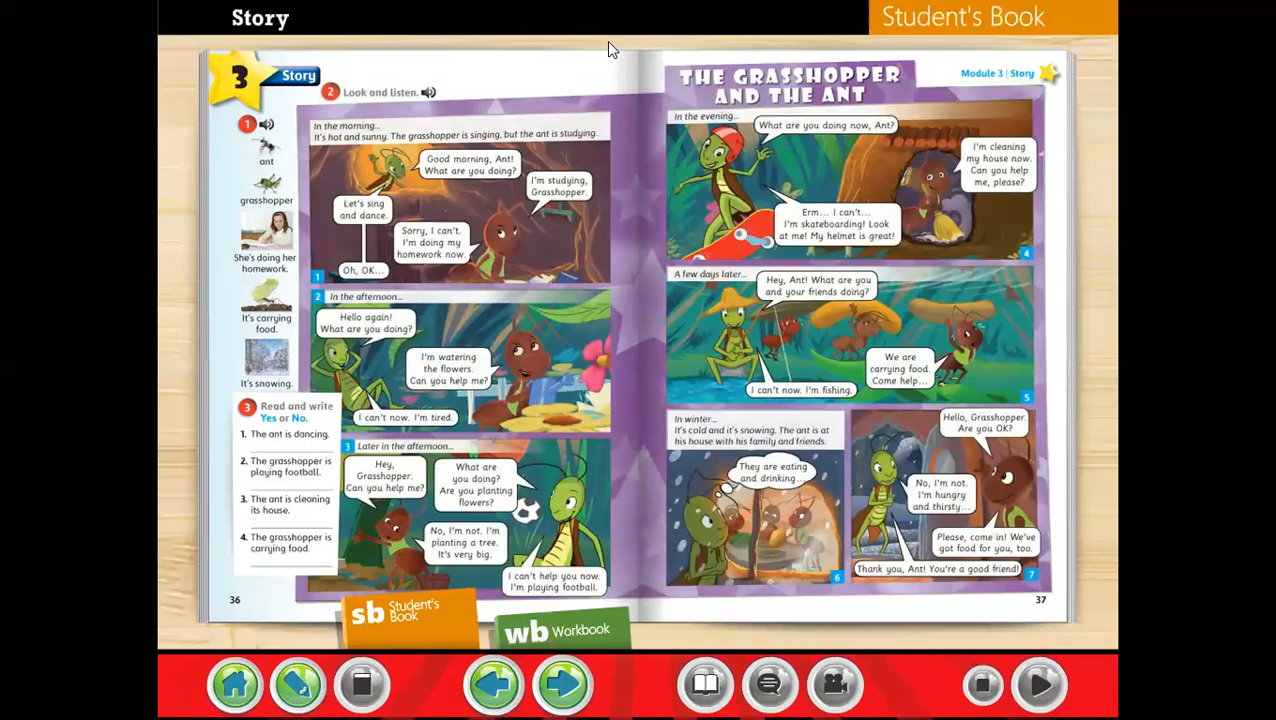 Story
Student's Book
3
Story
2 Look and listen.
1
ant
grasshopper
She's doing her
homework.
It's carrying
food.
It's snowing.
3 Read and write
Yes or No.
1. The ant is dancing.
2. The grasshopper is
playing football.
3. The ant is cleaning
its house.
4. The grasshopper is
carrying food.
36
In the morning...
It's hot and sunny. The grasshopper is singing, but the ant is studying.
Good morning, Ant!
What are you doing?
I'm studying,
Grasshopper.
Let's sing
and dance.
Sorry, I can't.
I'm doing my
homework now.
Oh, OK...
1
2 In the afternoon...
Hello again!
What are you doing?
I'm watering
the flowers.
Can you help me?
I can't now. I'm tired.
3 Later in the afternoon...
Hey,
Grasshopper.
Can you help me?
What are
you doing?
Are you planting
flowers?
No, I'm not. I'm
planting a tree.
It's very big.
I can't help you now.
I'm playing football.
THE GRASSHOPPER
AND THE ANT
Module 3 | Story
In the evening...
What are you doing now, Ant?
I'm cleaning
my house now.
Can you help
me, please?
Erm... I can't...
I'm skateboarding! Look
at me! My helmet is great!
4
A few days later...
Hey, Ant! What are you
and your friends doing?
We are
carrying food.
Come help...
I can't now. I'm fishing.
5
In winter...
It's cold and it's snowing. The ant is at
his house with his family and friends.
They are eating
and drinking...
6
Hello, Grasshopper.
Are you OK?
No, I'm not.
I'm hungry
and thirsty...
Please, come in! We've
got food for you, too.
Thank you, Ant! You're a good friend!
7
37
sb Student's
Book
wb Workbook